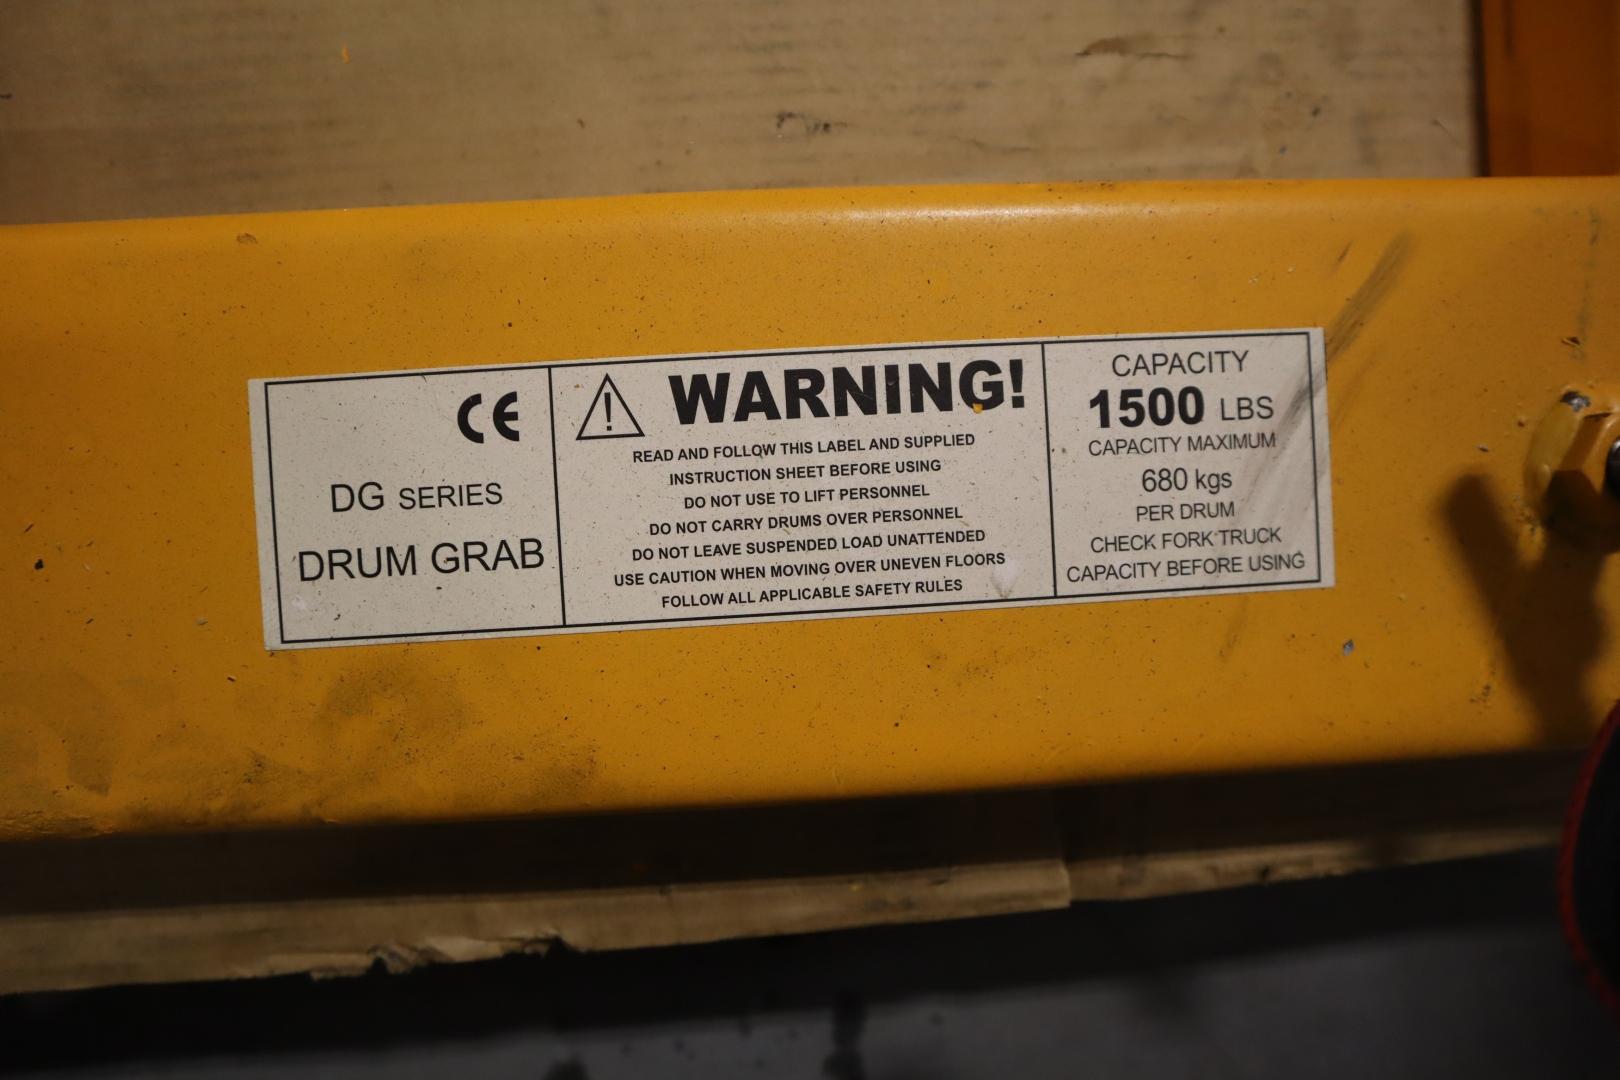 CE
DG SERIES
DRUM GRAB
! WARNING!
READ AND FOLLOW THIS LABEL AND SUPPLIED
INSTRUCTION SHEET BEFORE USING
DO NOT USE TO LIFT PERSONNEL
DO NOT CARRY DRUMS OVER PERSONNEL
DO NOT LEAVE SUSPENDED LOAD UNATTENDED
USE CAUTION WHEN MOVING OVER UNEVEN FLOORS
FOLLOW ALL APPLICABLE SAFETY RULES
CAPACITY
1500 LBS
CAPACITY MAXIMUM
680 kgs
PER DRUM
CHECK FORK TRUCK
CAPACITY BEFORE USING